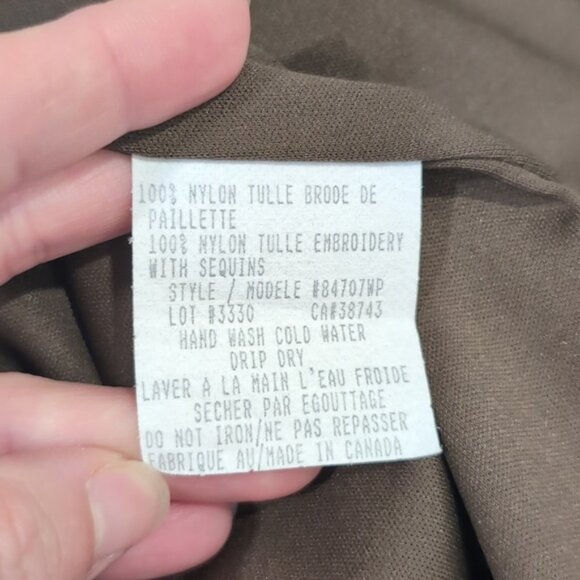 100% NYLON TULLE BRODE DE
PAILLETTE
100% NYLON TULLE EMBROIDERY
WITH SEQUINS
STYLE / MODELE #84707WP
LOT #3330 CA#38743
HAND WASH COLD WATER
DRIP DRY
LAVER A LA MAIN L'EAU FROIDE
SECHER PAR EGOUTTAGE
DO NOT IRON/NE PAS REPASSER
FABRIQUE AU/MADE IN CANADA